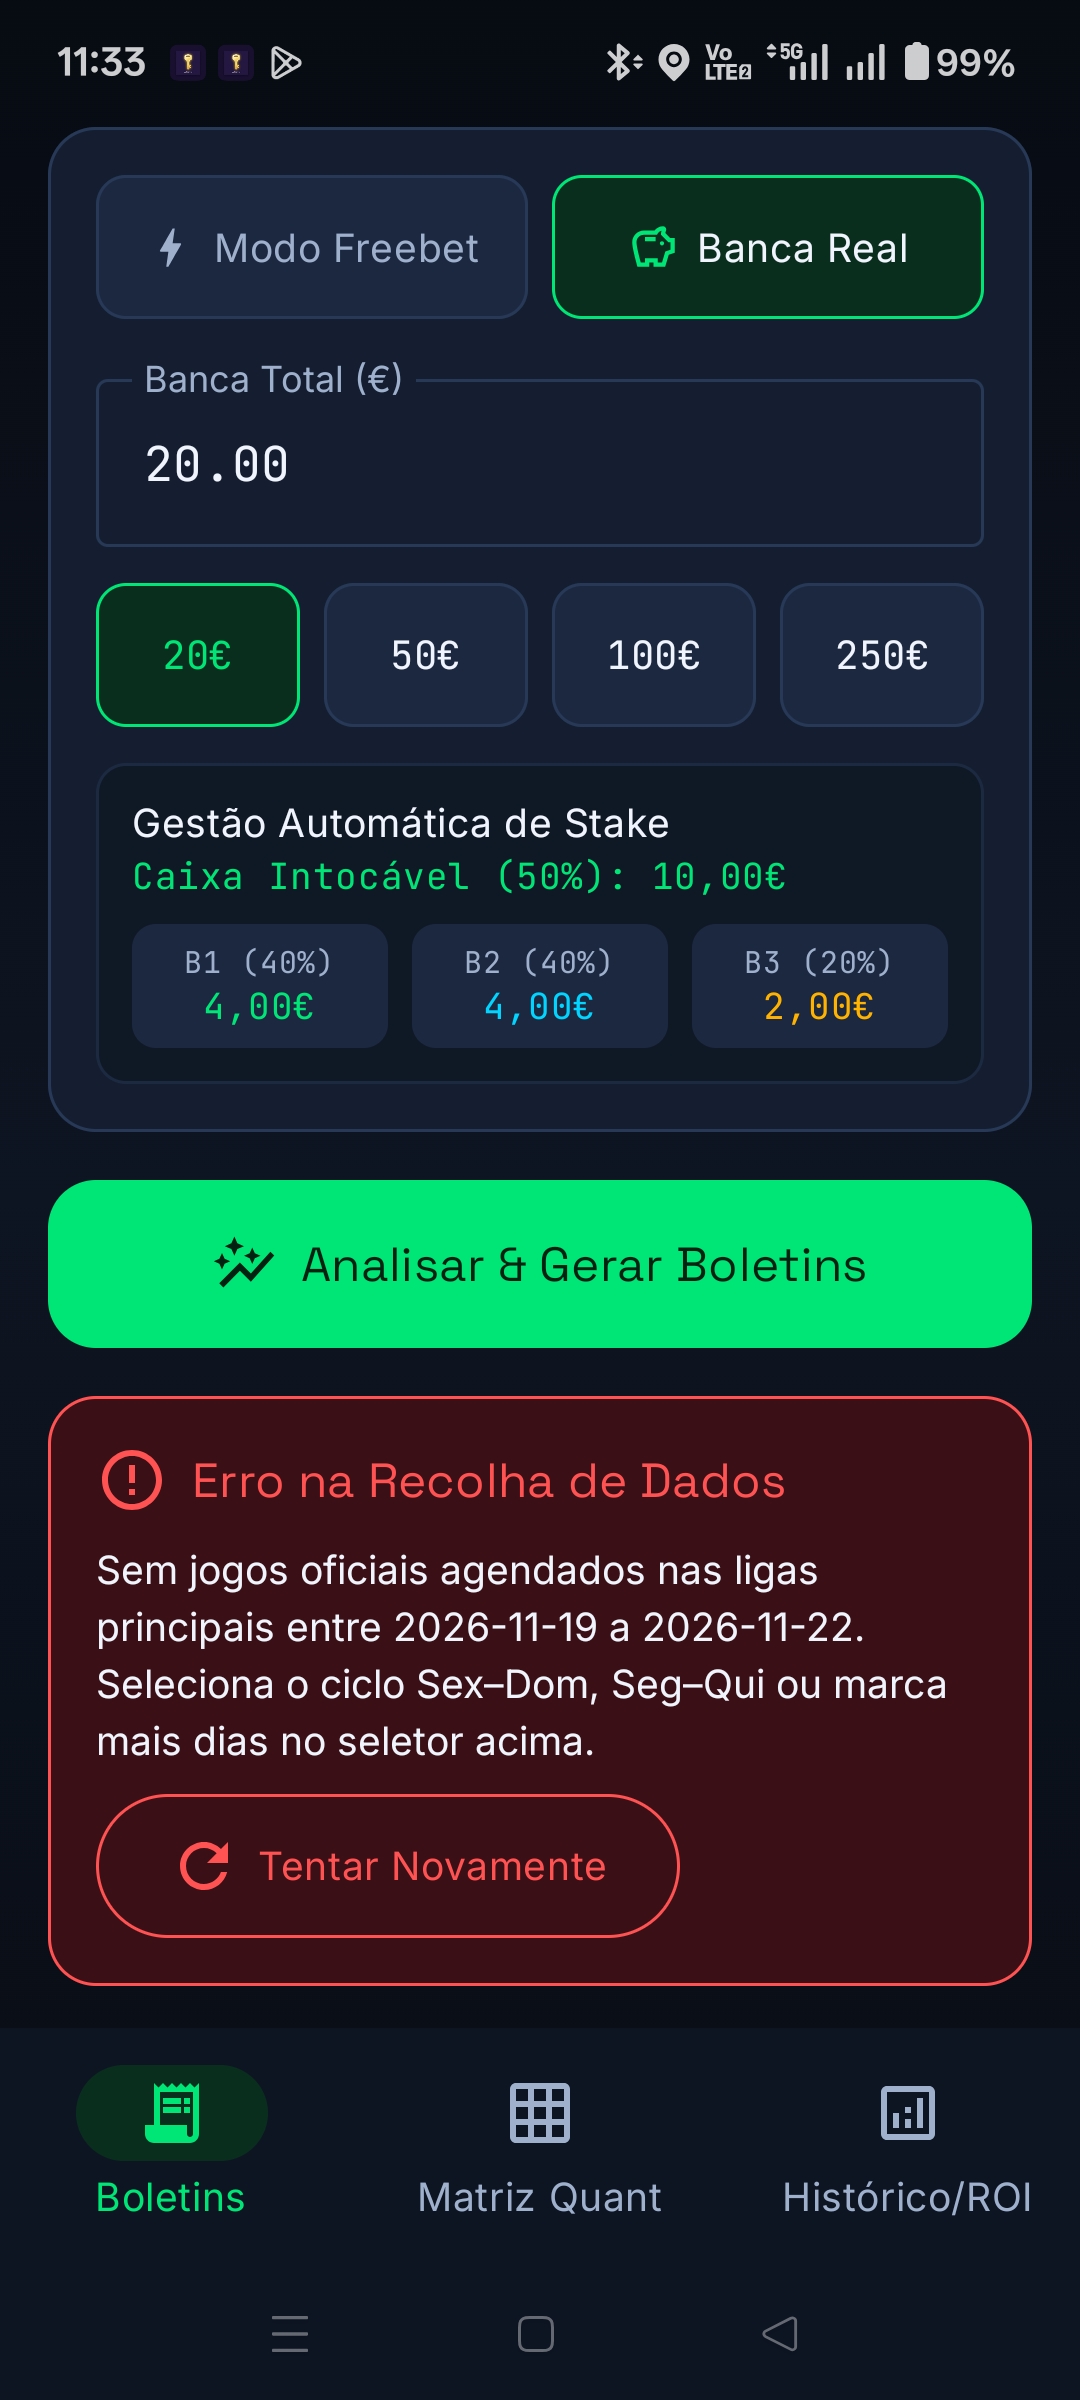 11:33
Vo
LTE2
5G
99%
Modo Freebet
Banca Real
Banca Total (€)
20.00
20€
50€
100€
250€
Gestão Automática de Stake
Caixa Intocável (50%): 10,00€
B1 (40%)
4,00€
B2 (40%)
4,00€
B3 (20%)
2,00€
Analisar & Gerar Boletins
Erro na Recolha de Dados
Sem jogos oficiais agendados nas ligas
principais entre 2026-11-19 a 2026-11-22.
Seleciona o ciclo Sex–Dom, Seg–Qui ou marca
mais dias no seletor acima.
Tentar Novamente
Boletins
Matriz Quant
Histórico/ROI